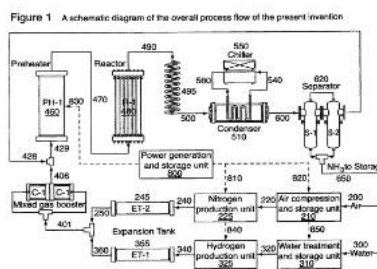 Figure 1 A schematic diagram of the overall process flow of the present invention
Preheater
Reactor
490
550
Chiller
560
540
620
Separator
PH-1
460
830
470
R-1
480
495
500
Condenser
510
600
S-1
S-2
429
428
406
NH3 to Storage
650
Power generation
and storage unit
800
C-1
C-1
Mixed gas booster
401
810
820
245
ET-2
250
240
Nitrogen
production unit
225
220
Air compression
and storage unit
210
200
Air
Expansion Tank
840
850
365
ET-1
360
340
Hydrogen
production unit
325
320
Water treatment
and storage unit
310
300
Water